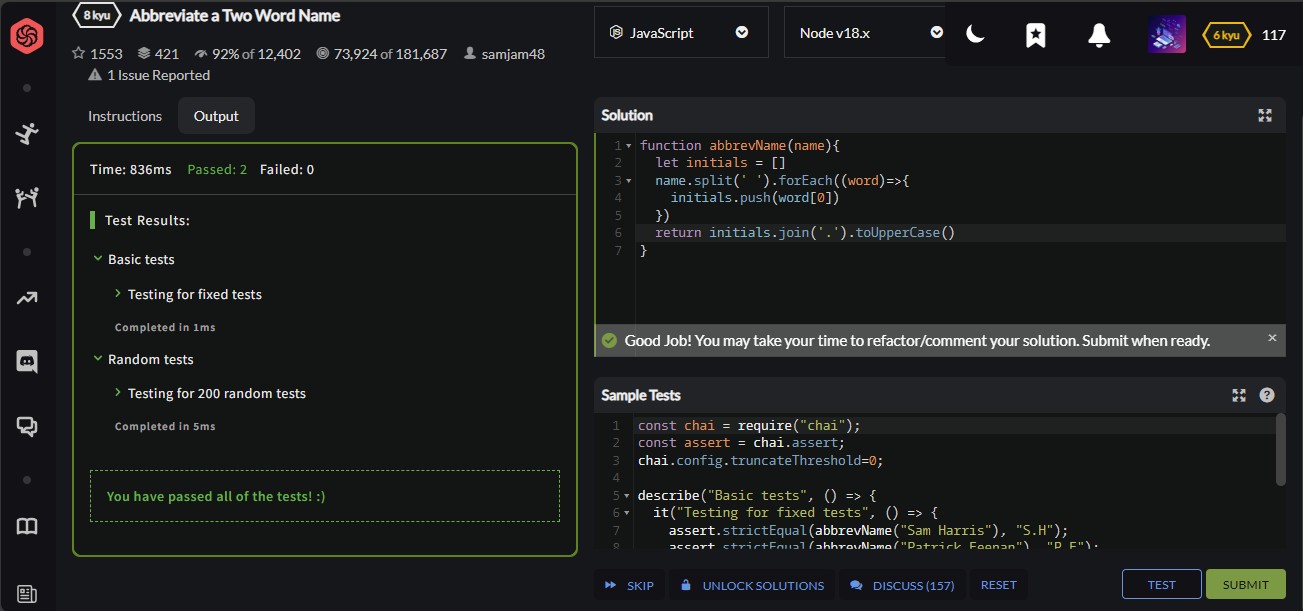 8 kyu Abbreviate a Two Word Name
1553 421 92% of 12,402 73,924 of 181,687 samjam48
1 Issue Reported
JavaScript
Node v18.x
6 kyu 117
Instructions
Output
Time: 836ms Passed: 2 Failed: 0
Test Results:
Basic tests
Testing for fixed tests
Completed in 1ms
Random tests
Testing for 200 random tests
Completed in 5ms
You have passed all of the tests! :)
Solution
1 function abbrevName(name){
2 let initials = []
3 name.split(' ').forEach((word)=>{
4 initials.push(word[0])
5 })
6 return initials.join('.').toUpperCase()
7 }
Good Job! You may take your time to refactor/comment your solution. Submit when ready. ×
Sample Tests
?
1 const chai = require("chai");
2 const assert = chai.assert;
3 chai.config.truncateThreshold=0;
4
5 describe("Basic tests", () => {
6 it("Testing for fixed tests", () => {
7 assert.strictEqual(abbrevName("Sam Harris"), "S.H");
8 assert.strictEqual(abbrevName("Patrick Feenan"), "P.F");
SKIP
UNLOCK SOLUTIONS
DISCUSS (157)
RESET
TEST
SUBMIT